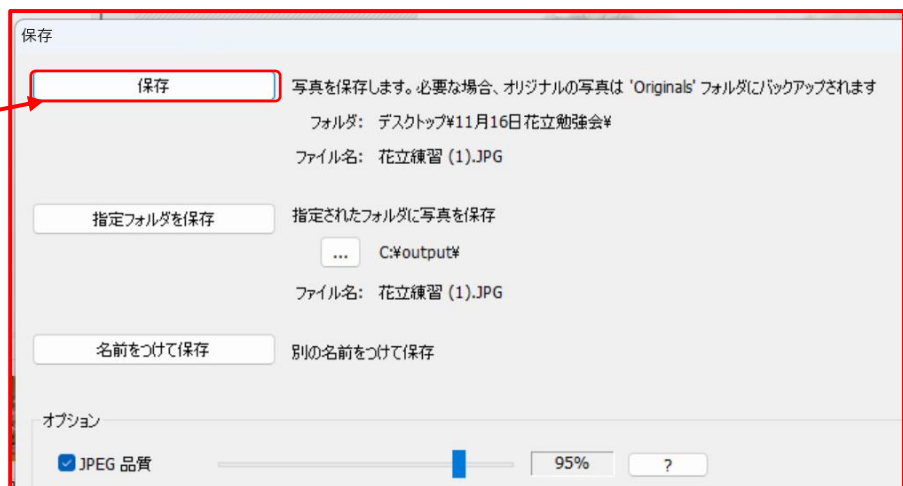 保存
保存
写真を保存します。必要な場合、オリジナルの写真は 'Originals' フォルダにバックアップされます
フォルダ: デスクトップ¥11月16日花立勉強会¥
ファイル名: 花立練習 (1).JPG
指定フォルダを保存
指定されたフォルダに写真を保存
... C:¥output¥
ファイル名: 花立練習 (1).JPG
名前をつけて保存
別の名前をつけて保存
オプション
JPEG 品質 95% ?